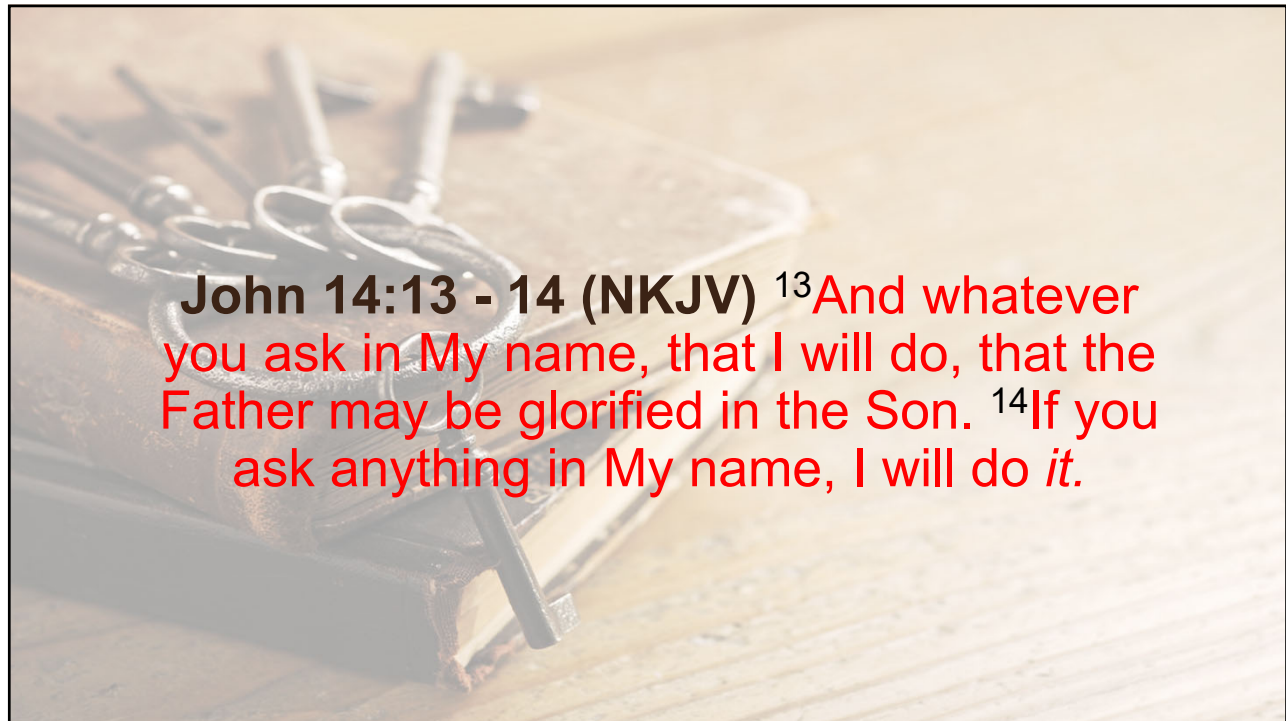 John 14:13 - 14 (NKJV) ¹³And whatever
you ask in My name, that I will do, that the
Father may be glorified in the Son. ¹⁴If you
ask anything in My name, I will do it.